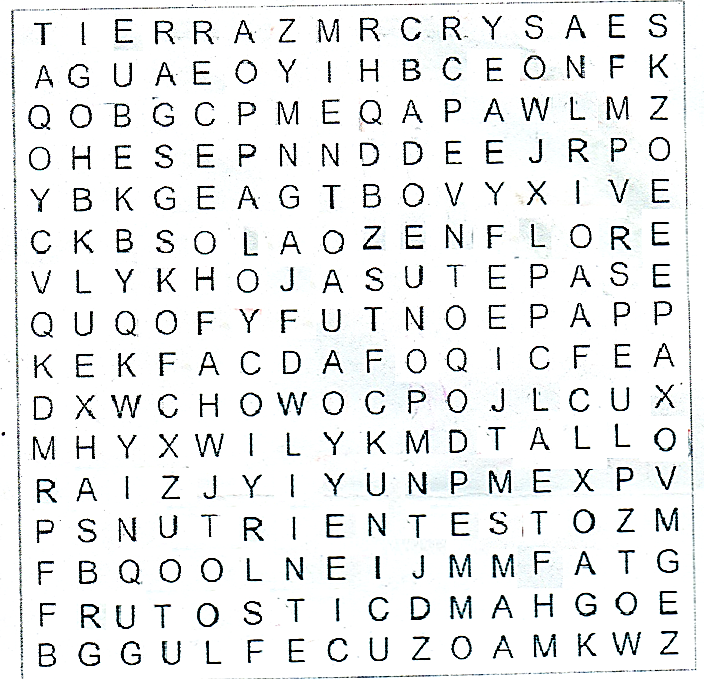 T I E R R A Z M R C R Y S A E S
A G U A E O Y I H B C E O N F K
Q O B G C P M E Q A P A W L M Z
O H E S E P N N D D E E J R P O
Y B K G E A G T B O V Y X I V E
C K B S O L A O Z E N F L O R E
V L Y K H O J A S U T E P A S E
Q U Q O F Y F U T N O E P A P P
K E K F A C D A F O Q I C F E A
D X W C H O W O C P O J L C U X
M H Y X W I L Y K M D T A L L O
R A I Z J Y I Y U N P M E X P V
P S N U T R I E N T E S T O Z M
F B Q O O L N E I J M M F A T G
F R U T O S T I C D M A H G O E
B G G U L F E C U Z O A M K W Z